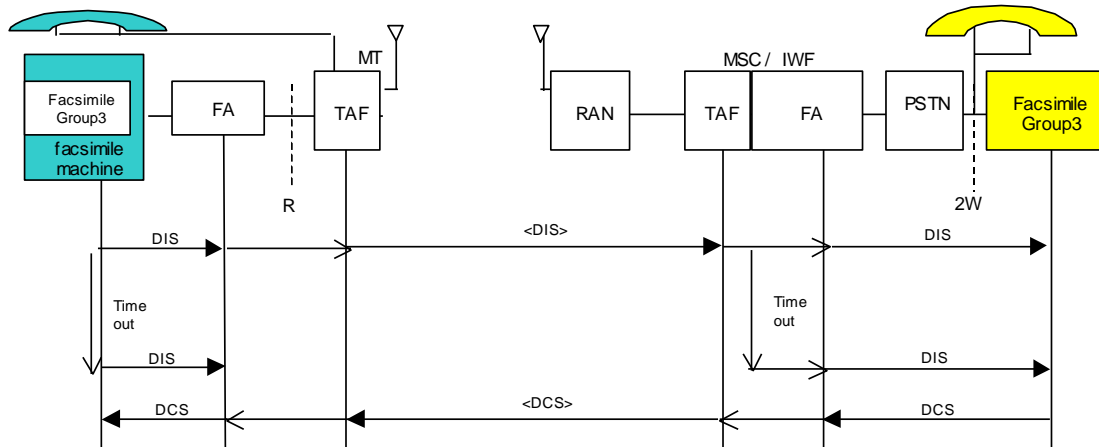 MT
MSC / IWF
Facsimile
Group3
facsimile
machine
FA
TAF
RAN
TAF
FA
PSTN
Facsimile
Group3
R
2W
DIS
<DIS>
DIS
Time
out
Time
out
DIS
DIS
DCS
<DCS>
DCS